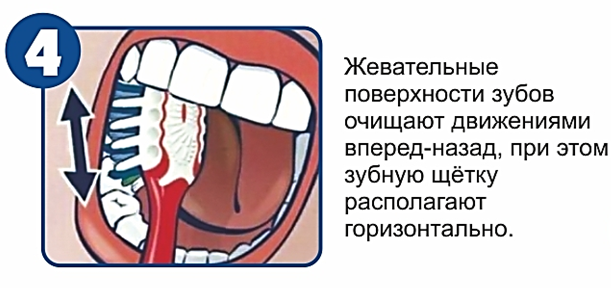 4
Жевательные
поверхности зубов
очищают движениями
вперед-назад, при этом
зубную щётку
располагают
горизонтально.